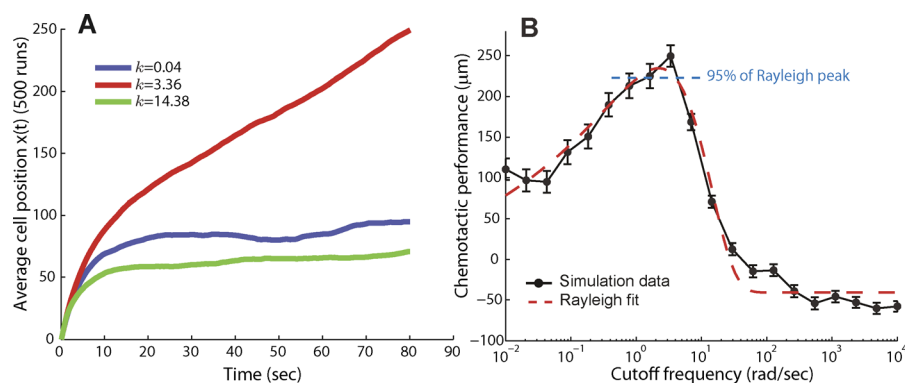 A
Average cell position x(t) (500 runs)
250
200
150
100
50
0
k=0.04
k=3.36
k=14.38
0 10 20 30 40 50 60 70 80 90
Time (sec)
B
Chemotactic performance (µm)
250
200
150
100
50
0
−50
−100
95% of Rayleigh peak
Simulation data
Rayleigh fit
10⁻² 10⁻¹ 10⁰ 10¹ 10² 10³ 10⁴
Cutoff frequency (rad/sec)